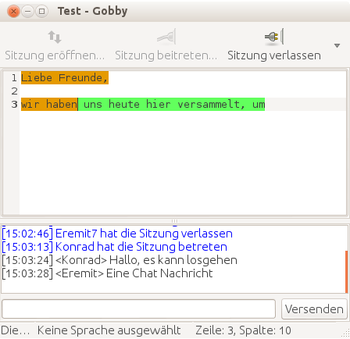 Test - Gobby
Sitzung eröffnen... Sitzung beitreten... Sitzung verlassen
1 Liebe Freunde,
2
3 wir haben uns heute hier versammelt, um
[15:02:46] Eremit7 hat die Sitzung verlassen
[15:03:13] Konrad hat die Sitzung betreten
[15:03:24] <Konrad> Hallo, es kann losgehen
[15:03:28] <Eremit> Eine Chat Nachricht
Versenden
Die... Keine Sprache ausgewählt Zeile: 3, Spalte: 10